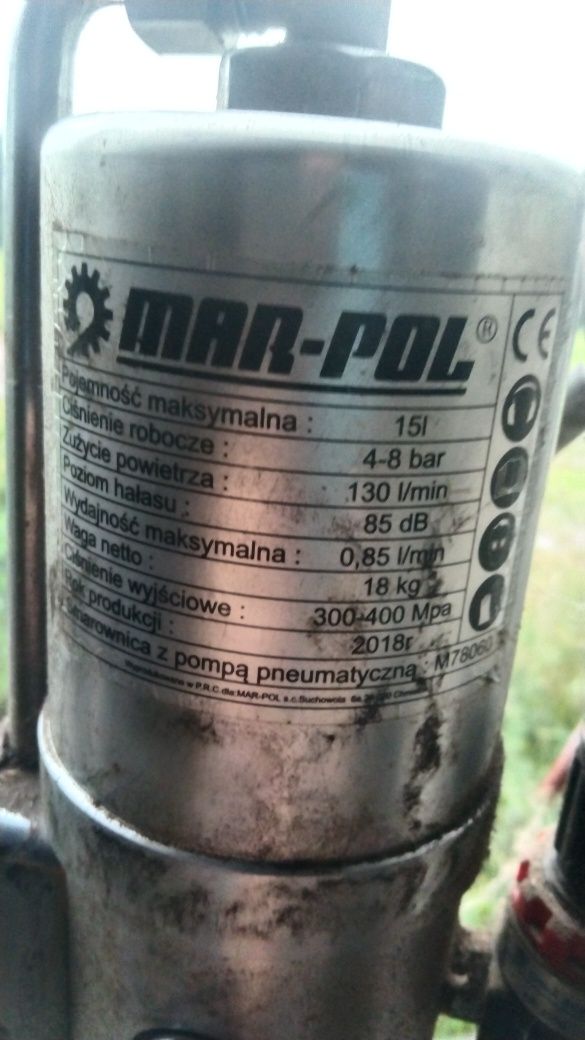 MAR-POL ®
CE
Pojemność maksymalna : 15l
Ciśnienie robocze : 4-8 bar
Zużycie powietrza : 130 l/min
Poziom hałasu : 85 dB
Wydajność maksymalna : 0,85 l/min
Waga netto : 18 kg
Ciśnienie wyjściowe : 300-400 Mpa
Rok produkcji : 2018r
Smarownica z pompą pneumatyczną : M78060
Wyprodukowano w P.R.C dla: MAR-POL s.c. Suchowola